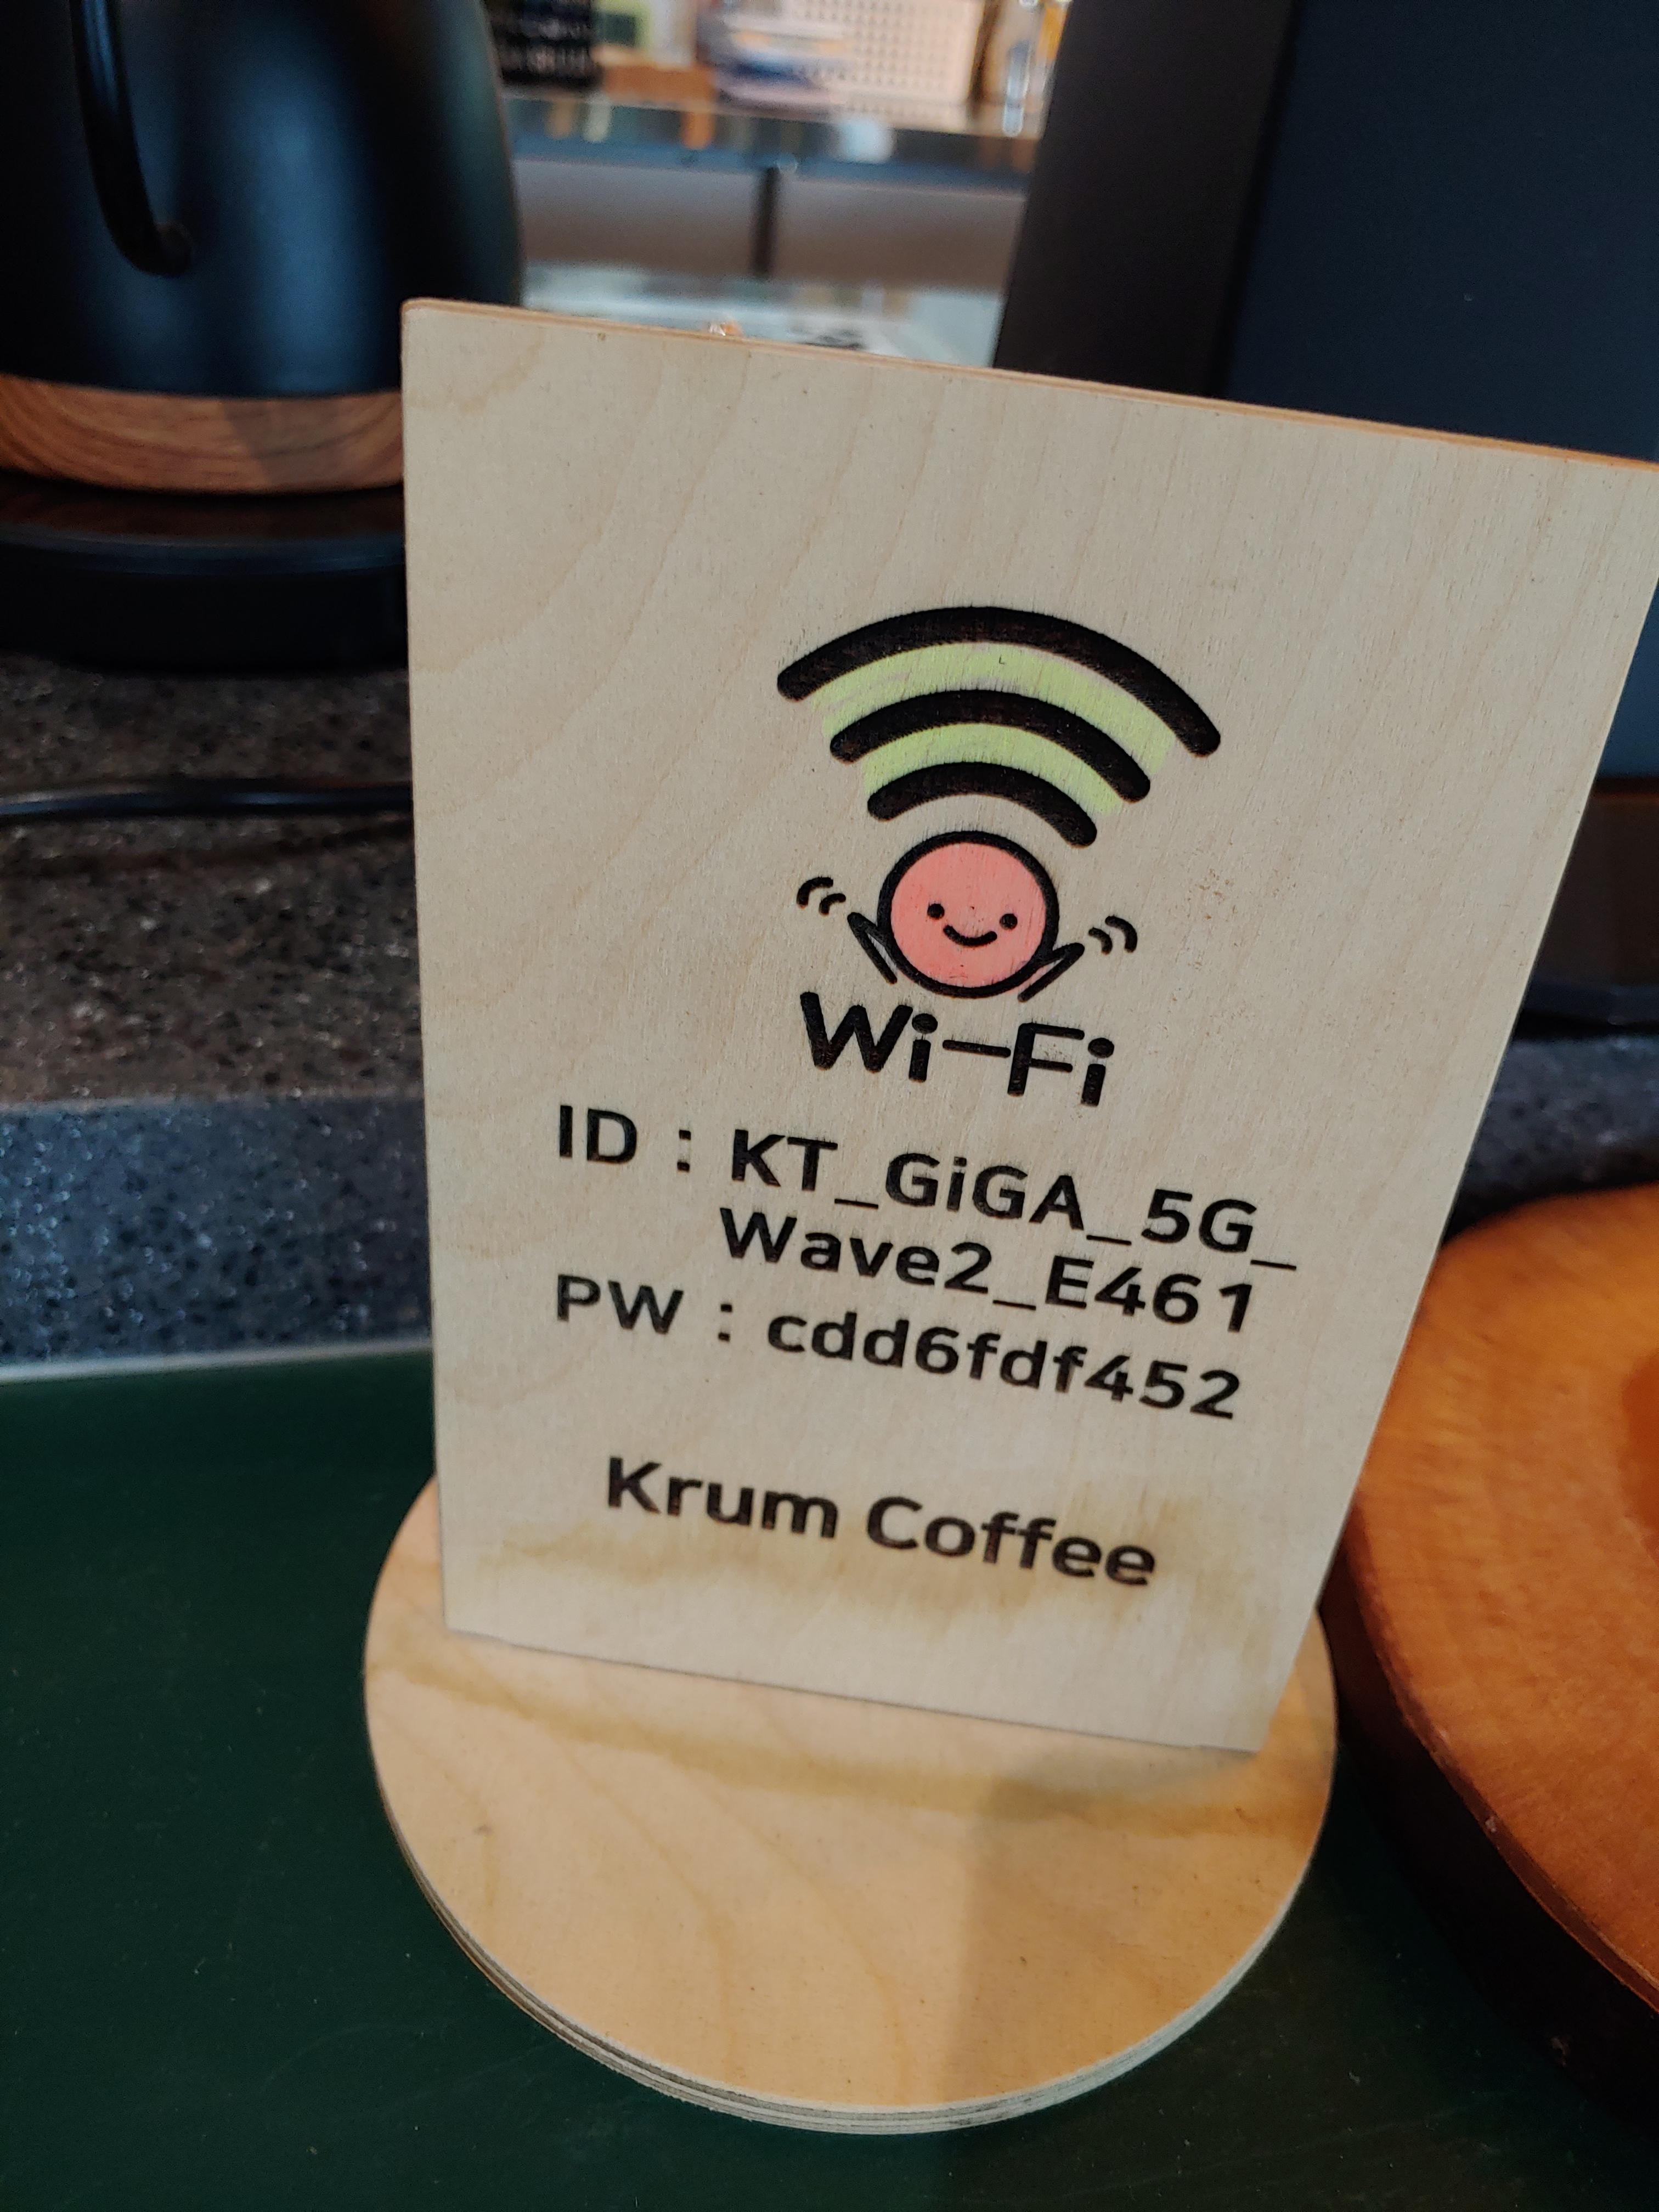 Wi-Fi
ID : KT_GiGA_5G_
Wave2_E461
PW : cdd6fdf452
Krum Coffee